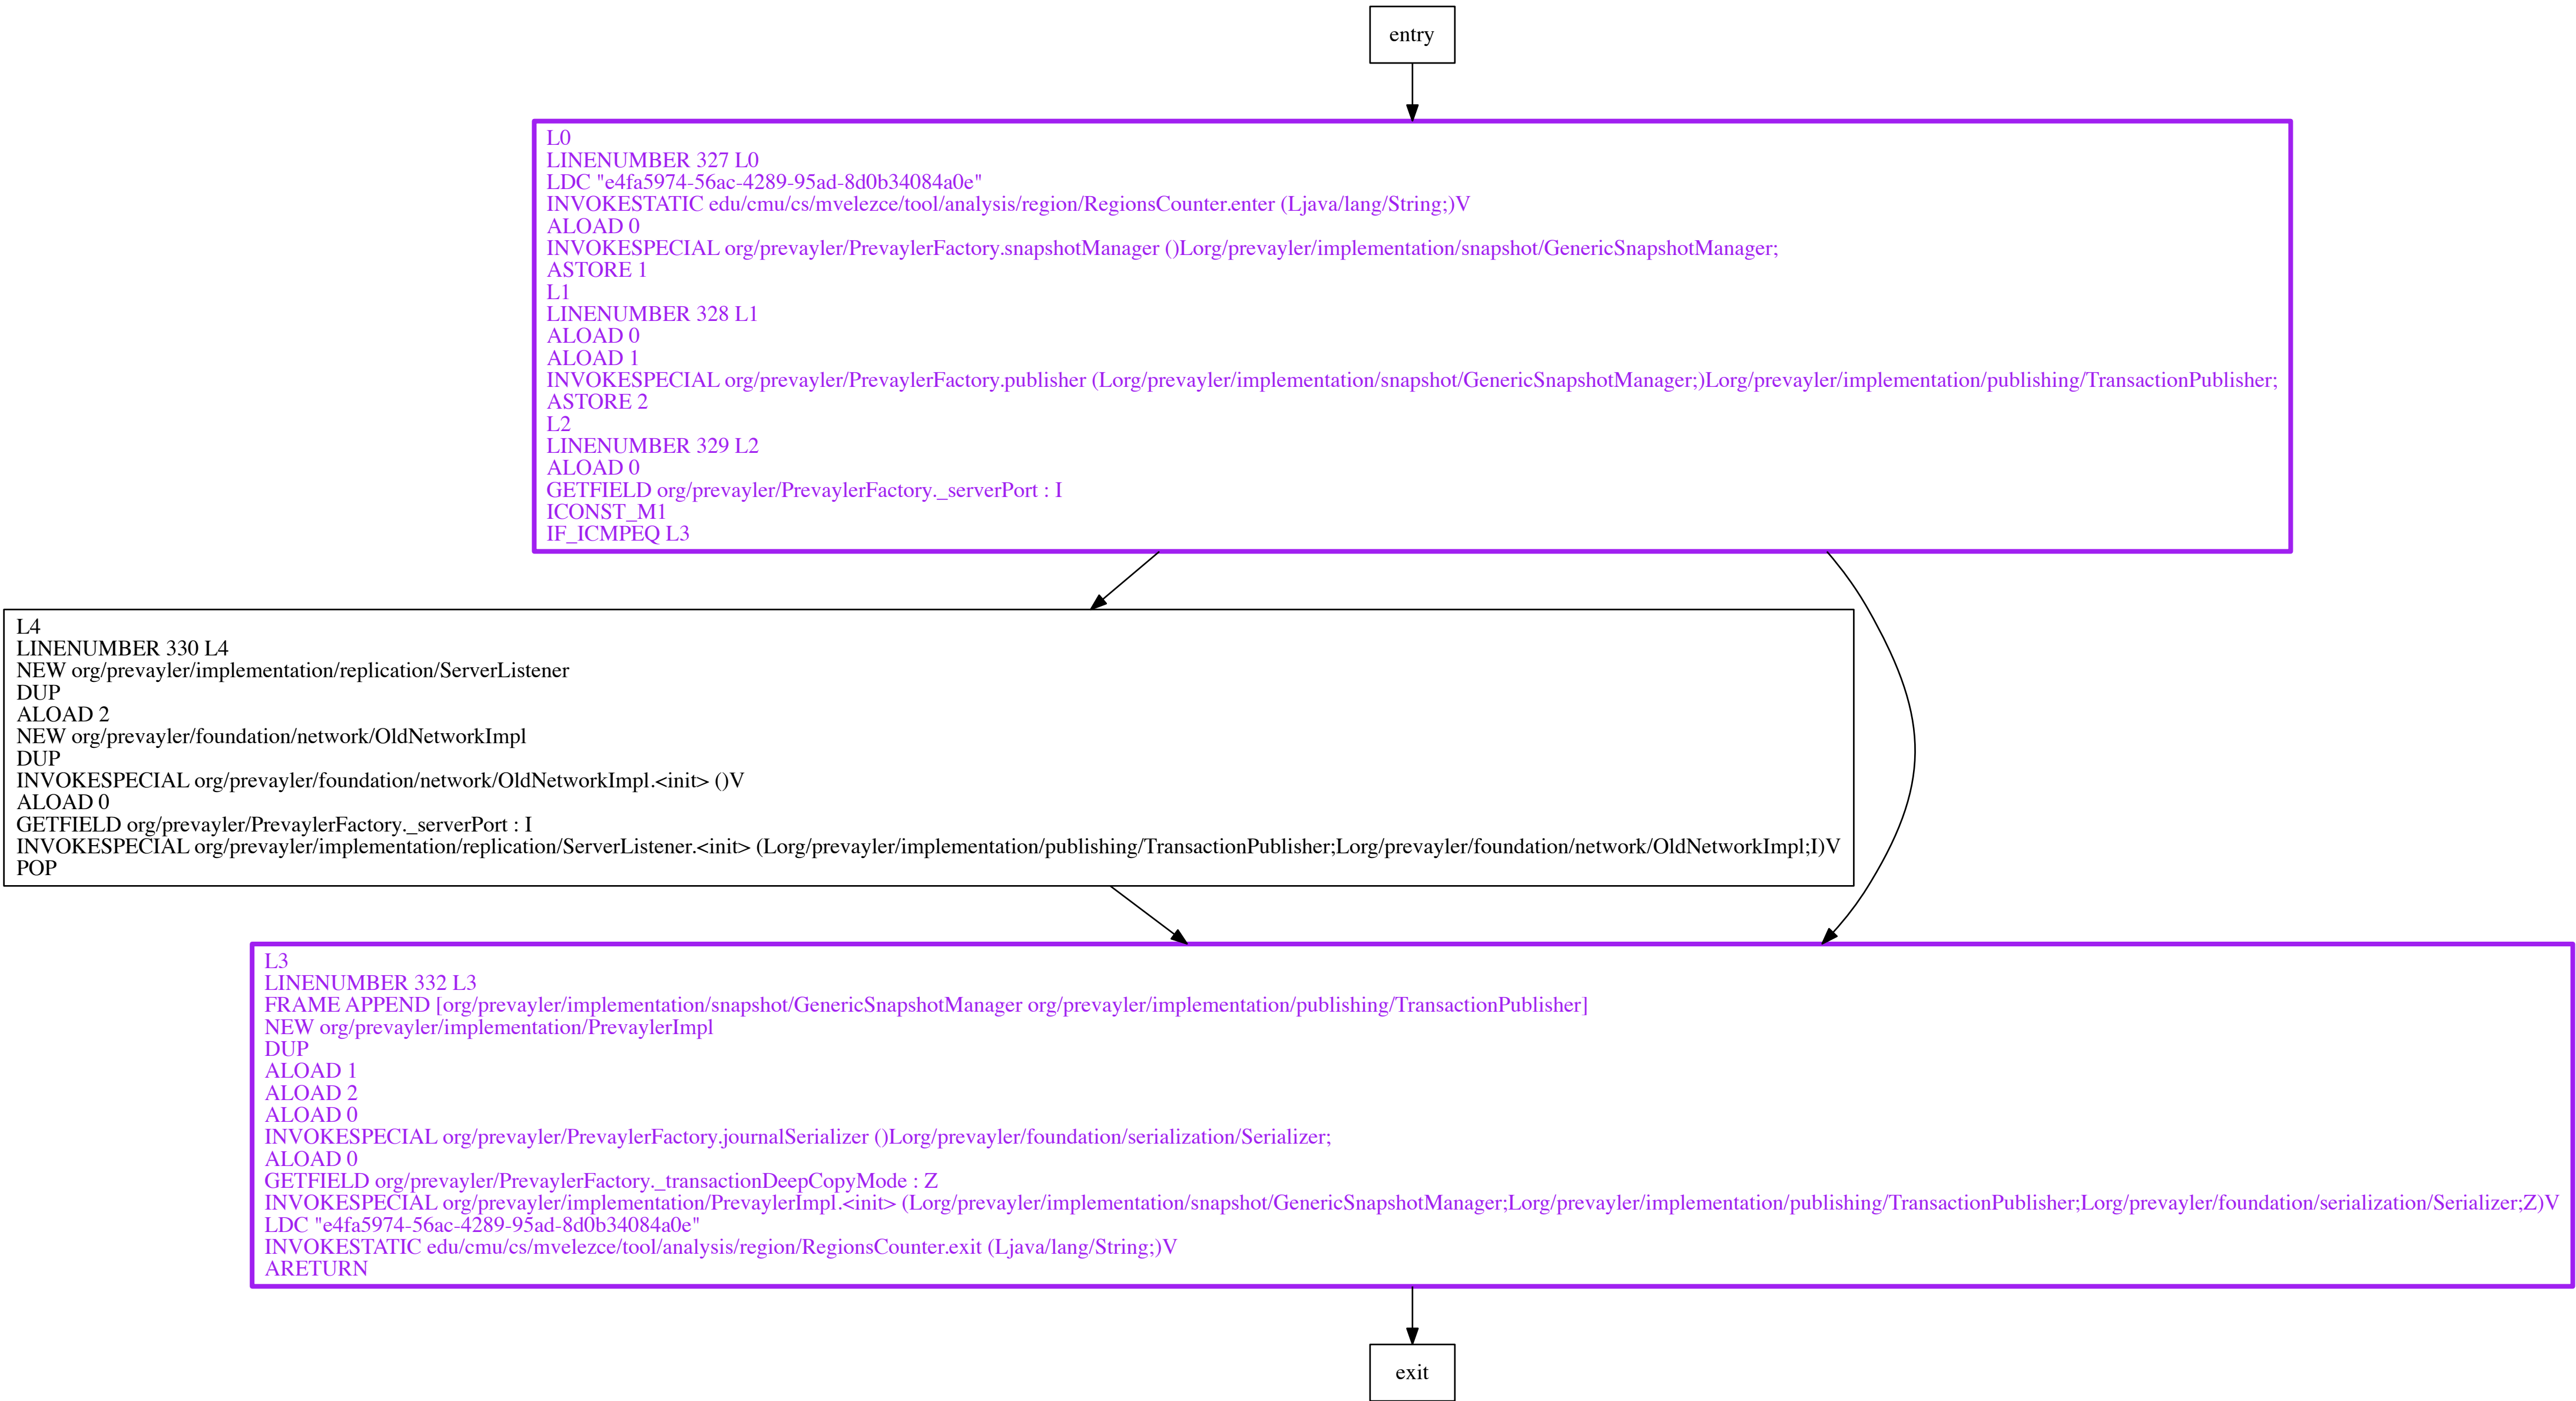 entry
L0
LINENUMBER 327 L0
LDC "e4fa5974-56ac-4289-95ad-8d0b34084a0e"
INVOKESTATIC edu/cmu/cs/mvelezce/tool/analysis/region/RegionsCounter.enter (Ljava/lang/String;)V
ALOAD 0
INVOKESPECIAL org/prevayler/PrevaylerFactory.snapshotManager ()Lorg/prevayler/implementation/snapshot/GenericSnapshotManager;
ASTORE 1
L1
LINENUMBER 328 L1
ALOAD 0
ALOAD 1
INVOKESPECIAL org/prevayler/PrevaylerFactory.publisher (Lorg/prevayler/implementation/snapshot/GenericSnapshotManager;)Lorg/prevayler/implementation/publishing/TransactionPublisher;
ASTORE 2
L2
LINENUMBER 329 L2
ALOAD 0
GETFIELD org/prevayler/PrevaylerFactory._serverPort : I
ICONST_M1
IF_ICMPEQ L3
L4
LINENUMBER 330 L4
NEW org/prevayler/implementation/replication/ServerListener
DUP
ALOAD 2
NEW org/prevayler/foundation/network/OldNetworkImpl
DUP
INVOKESPECIAL org/prevayler/foundation/network/OldNetworkImpl.<init> ()V
ALOAD 0
GETFIELD org/prevayler/PrevaylerFactory._serverPort : I
INVOKESPECIAL org/prevayler/implementation/replication/ServerListener.<init> (Lorg/prevayler/implementation/publishing/TransactionPublisher;Lorg/prevayler/foundation/network/OldNetworkImpl;I)V
POP
L3
LINENUMBER 332 L3
FRAME APPEND [org/prevayler/implementation/snapshot/GenericSnapshotManager org/prevayler/implementation/publishing/TransactionPublisher]
NEW org/prevayler/implementation/PrevaylerImpl
DUP
ALOAD 1
ALOAD 2
ALOAD 0
INVOKESPECIAL org/prevayler/PrevaylerFactory.journalSerializer ()Lorg/prevayler/foundation/serialization/Serializer;
ALOAD 0
GETFIELD org/prevayler/PrevaylerFactory._transactionDeepCopyMode : Z
INVOKESPECIAL org/prevayler/implementation/PrevaylerImpl.<init> (Lorg/prevayler/implementation/snapshot/GenericSnapshotManager;Lorg/prevayler/implementation/publishing/TransactionPublisher;Lorg/prevayler/foundation/serialization/Serializer;Z)V
LDC "e4fa5974-56ac-4289-95ad-8d0b34084a0e"
INVOKESTATIC edu/cmu/cs/mvelezce/tool/analysis/region/RegionsCounter.exit (Ljava/lang/String;)V
ARETURN
exit